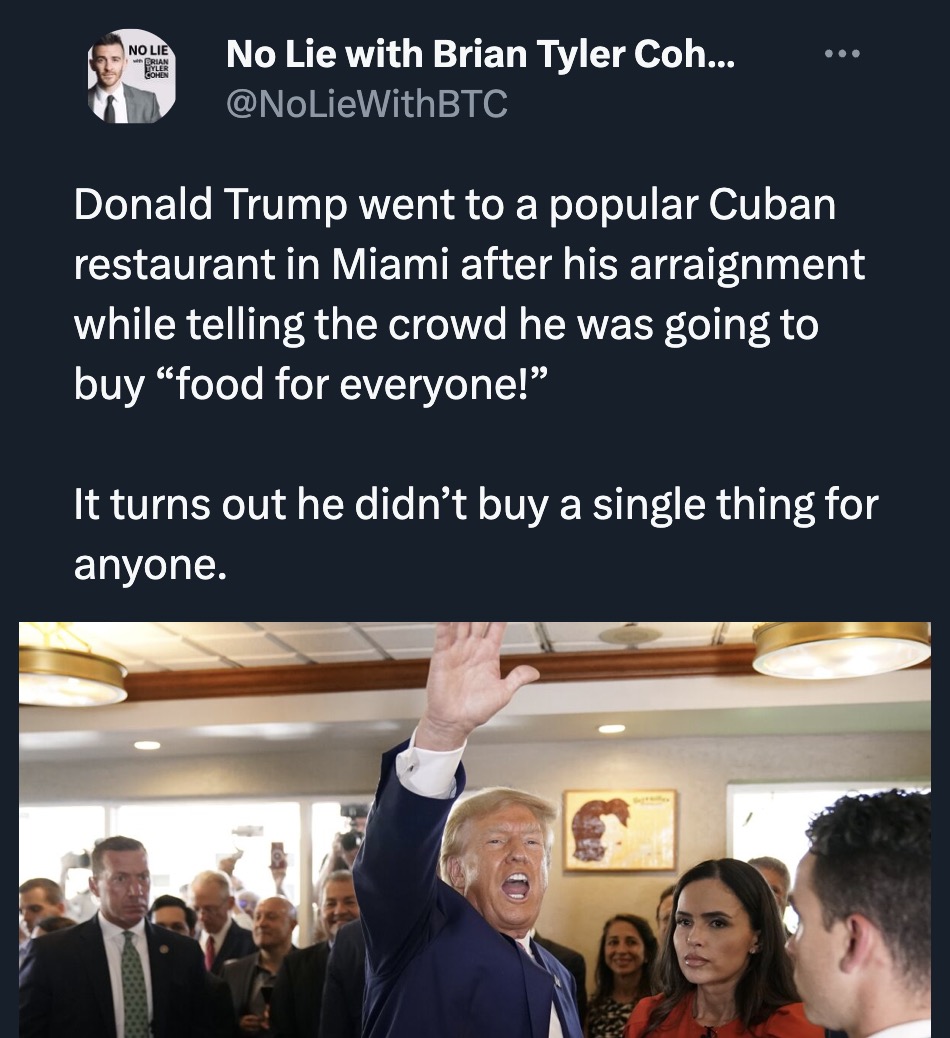 NO LIE
with BRIAN
TYLER
COHEN
No Lie with Brian Tyler Coh...
@NoLieWithBTC
Donald Trump went to a popular Cuban
restaurant in Miami after his arraignment
while telling the crowd he was going to
buy “food for everyone!”
It turns out he didn’t buy a single thing for
anyone.